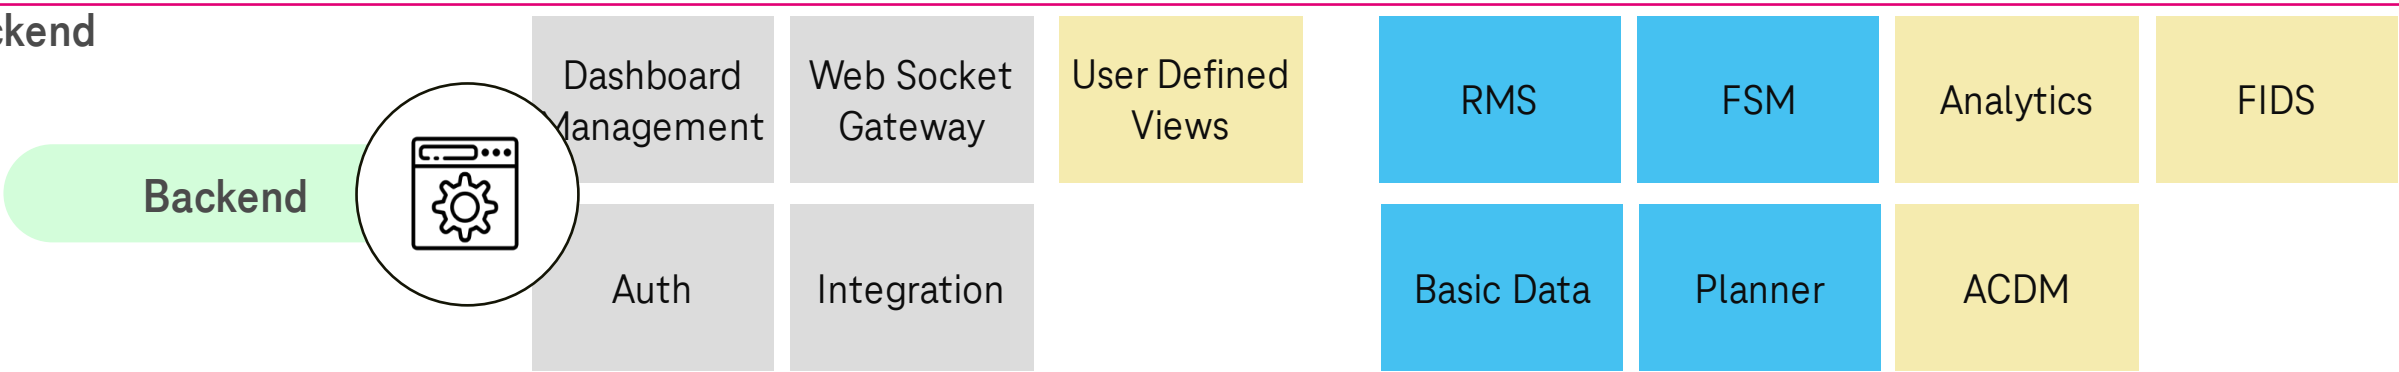 ckend
Dashboard
Management
Web Socket
Gateway
User Defined
Views
RMS
FSM
Analytics
FIDS
Backend
Auth
Integration
Basic Data
Planner
ACDM